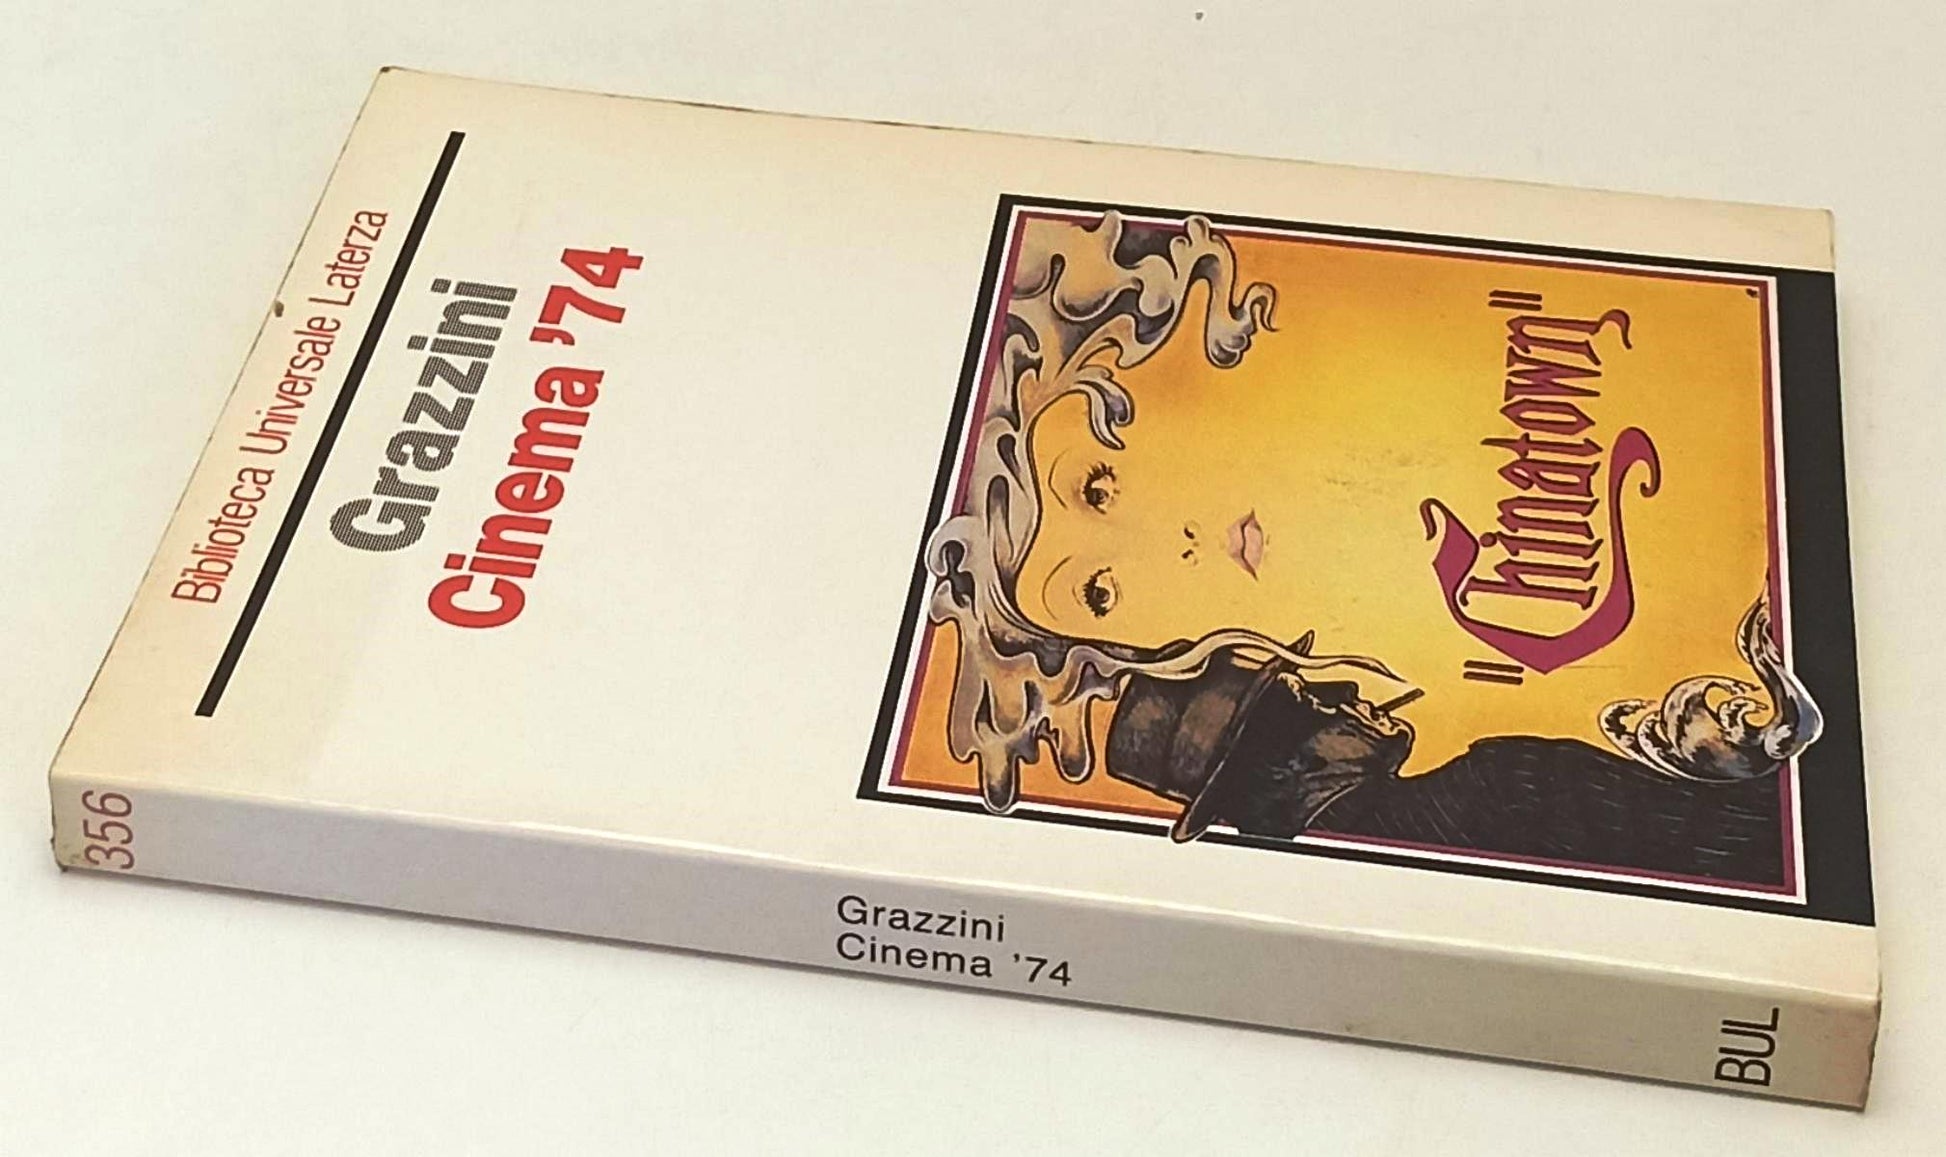 Biblioteca Universale Laterza
Grazzini
Cinema '74
"Chinatown"
356
Grazzini
Cinema '74
BUL